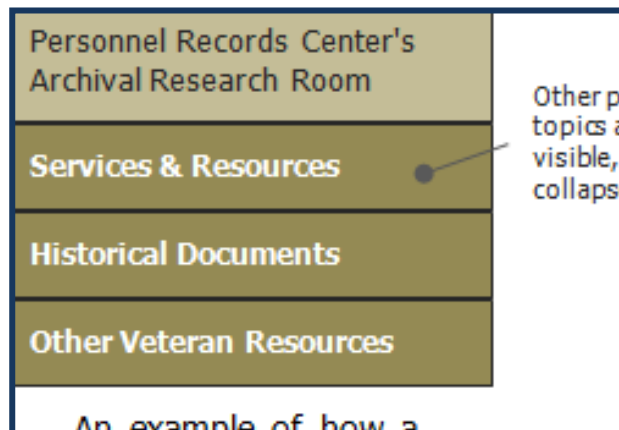 Personnel Records Center's
Archival Research Room
Services & Resources
Historical Documents
Other Veteran Resources
Other
topics
visible,
An example of how a